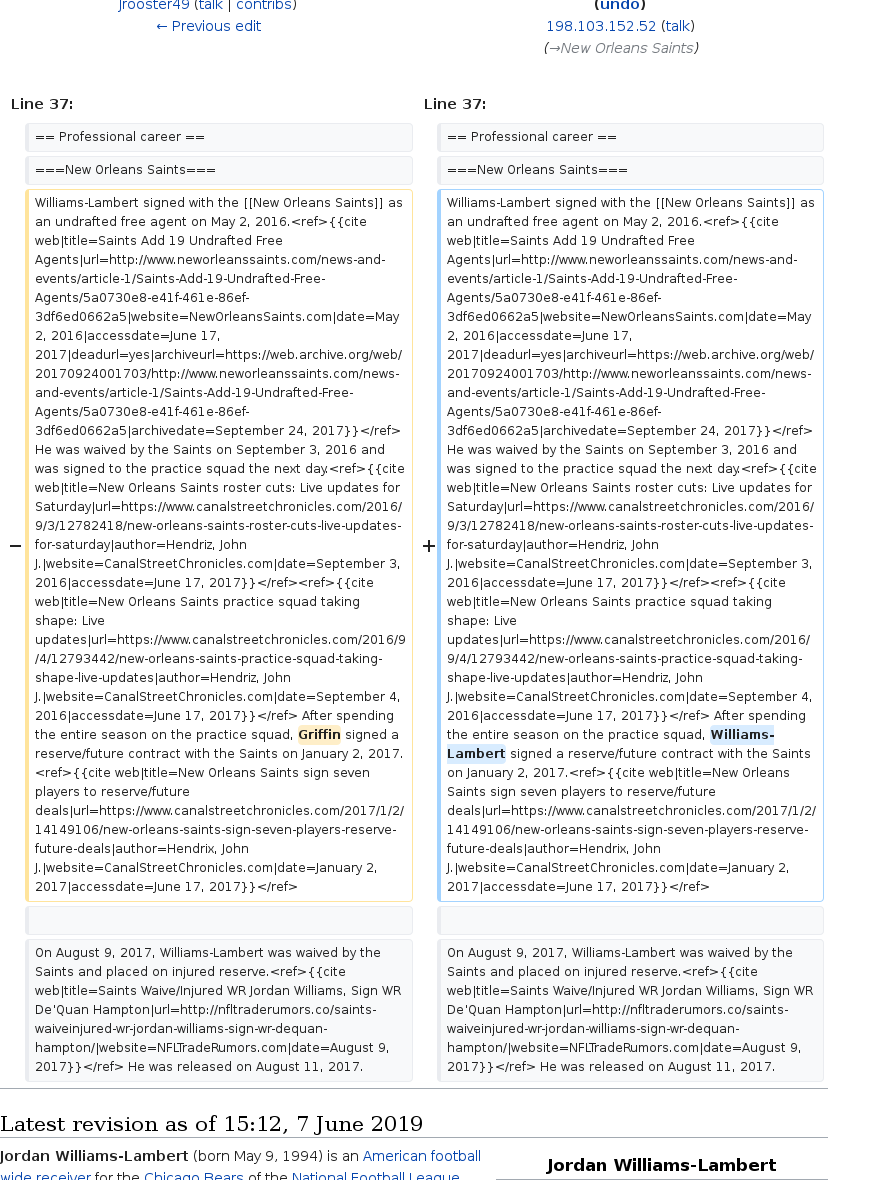 Jrooster49 (talk | contribs)
← Previous edit
(undo)
198.103.152.52 (talk)
(→New Orleans Saints)
Line 37:
== Professional career ==
===New Orleans Saints===
−
Williams-Lambert signed with the [[New Orleans Saints]] as
an undrafted free agent on May 2, 2016.<ref>{{cite
web|title=Saints Add 19 Undrafted Free
Agents|url=http://www.neworleanssaints.com/news-and-
events/article-1/Saints-Add-19-Undrafted-Free-
Agents/5a0730e8-e41f-461e-86ef-
3df6ed0662a5|website=NewOrleansSaints.com|date=May
2, 2016|accessdate=June 17,
2017|deadurl=yes|archiveurl=https://web.archive.org/web/
20170924001703/http://www.neworleanssaints.com/news-
and-events/article-1/Saints-Add-19-Undrafted-Free-
Agents/5a0730e8-e41f-461e-86ef-
3df6ed0662a5|archivedate=September 24, 2017}}</ref>
He was waived by the Saints on September 3, 2016 and
was signed to the practice squad the next day.<ref>{{cite
web|title=New Orleans Saints roster cuts: Live updates for
Saturday|url=https://www.canalstreetchronicles.com/2016/
9/3/12782418/new-orleans-saints-roster-cuts-live-updates-
for-saturday|author=Hendriz, John
J.|website=CanalStreetChronicles.com|date=September 3,
2016|accessdate=June 17, 2017}}</ref><ref>{{cite
web|title=New Orleans Saints practice squad taking
shape: Live
updates|url=https://www.canalstreetchronicles.com/2016/9
/4/12793442/new-orleans-saints-practice-squad-taking-
shape-live-updates|author=Hendriz, John
J.|website=CanalStreetChronicles.com|date=September 4,
2016|accessdate=June 17, 2017}}</ref> After spending
the entire season on the practice squad, Griffin signed a
reserve/future contract with the Saints on January 2, 2017.
<ref>{{cite web|title=New Orleans Saints sign seven
players to reserve/future
deals|url=https://www.canalstreetchronicles.com/2017/1/2/
14149106/new-orleans-saints-sign-seven-players-reserve-
future-deals|author=Hendrix, John
J.|website=CanalStreetChronicles.com|date=January 2,
2017|accessdate=June 17, 2017}}</ref>
On August 9, 2017, Williams-Lambert was waived by the
Saints and placed on injured reserve.<ref>{{cite
web|title=Saints Waive/Injured WR Jordan Williams, Sign WR
De'Quan Hampton|url=http://nfltraderumors.co/saints-
waiveinjured-wr-jordan-williams-sign-wr-dequan-
hampton/|website=NFLTradeRumors.com|date=August 9,
2017}}</ref> He was released on August 11, 2017.
Line 37:
== Professional career ==
===New Orleans Saints===
+
Williams-Lambert signed with the [[New Orleans Saints]] as
an undrafted free agent on May 2, 2016.<ref>{{cite
web|title=Saints Add 19 Undrafted Free
Agents|url=http://www.neworleanssaints.com/news-and-
events/article-1/Saints-Add-19-Undrafted-Free-
Agents/5a0730e8-e41f-461e-86ef-
3df6ed0662a5|website=NewOrleansSaints.com|date=May
2, 2016|accessdate=June 17,
2017|deadurl=yes|archiveurl=https://web.archive.org/web/
20170924001703/http://www.neworleanssaints.com/news-
and-events/article-1/Saints-Add-19-Undrafted-Free-
Agents/5a0730e8-e41f-461e-86ef-
3df6ed0662a5|archivedate=September 24, 2017}}</ref>
He was waived by the Saints on September 3, 2016 and
was signed to the practice squad the next day.<ref>{{cite
web|title=New Orleans Saints roster cuts: Live updates for
Saturday|url=https://www.canalstreetchronicles.com/2016/
9/3/12782418/new-orleans-saints-roster-cuts-live-updates-
for-saturday|author=Hendriz, John
J.|website=CanalStreetChronicles.com|date=September 3,
2016|accessdate=June 17, 2017}}</ref><ref>{{cite
web|title=New Orleans Saints practice squad taking
shape: Live
updates|url=https://www.canalstreetchronicles.com/2016/
9/4/12793442/new-orleans-saints-practice-squad-taking-
shape-live-updates|author=Hendriz, John
J.|website=CanalStreetChronicles.com|date=September 4,
2016|accessdate=June 17, 2017}}</ref> After spending
the entire season on the practice squad, Williams-
Lambert signed a reserve/future contract with the Saints
on January 2, 2017.<ref>{{cite web|title=New Orleans
Saints sign seven players to reserve/future
deals|url=https://www.canalstreetchronicles.com/2017/1/2/
14149106/new-orleans-saints-sign-seven-players-reserve-
future-deals|author=Hendrix, John
J.|website=CanalStreetChronicles.com|date=January 2,
2017|accessdate=June 17, 2017}}</ref>
On August 9, 2017, Williams-Lambert was waived by the
Saints and placed on injured reserve.<ref>{{cite
web|title=Saints Waive/Injured WR Jordan Williams, Sign WR
De'Quan Hampton|url=http://nfltraderumors.co/saints-
waiveinjured-wr-jordan-williams-sign-wr-dequan-
hampton/|website=NFLTradeRumors.com|date=August 9,
2017}}</ref> He was released on August 11, 2017.
Latest revision as of 15:12, 7 June 2019
Jordan Williams-Lambert (born May 9, 1994) is an American football
wide receiver for the Chicago Bears of the National Football League
Jordan Williams-Lambert